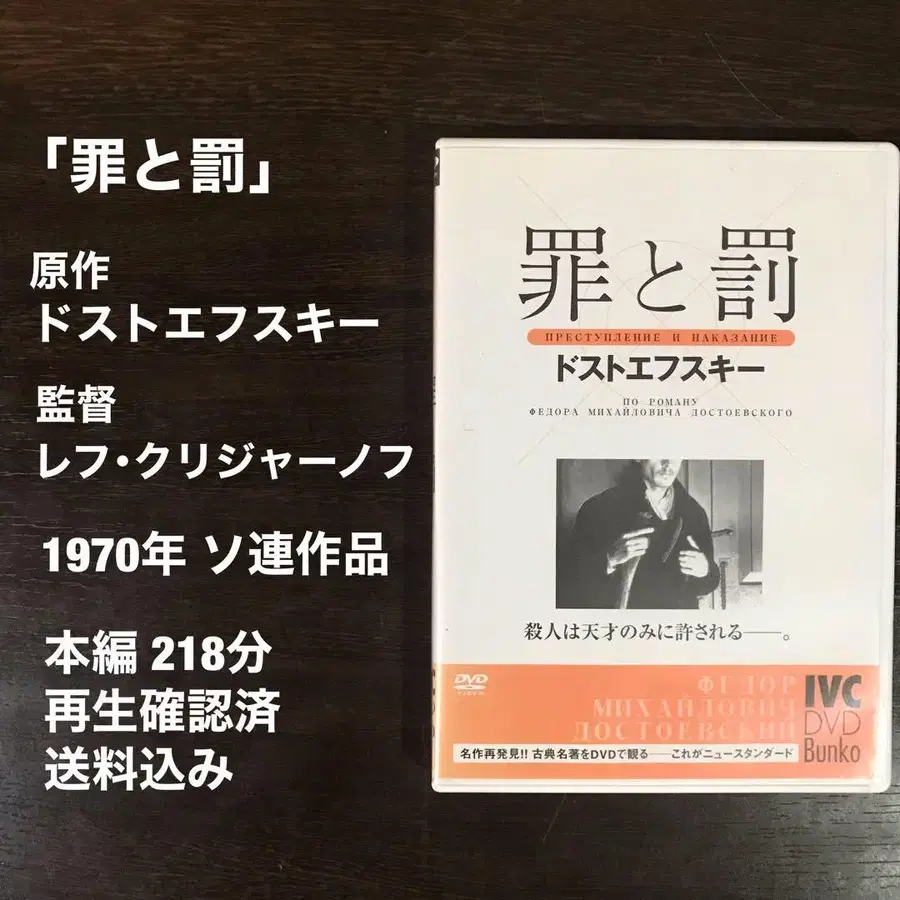 「罪と罰」
原作
ドストエフスキー
監督
レフ・クリジャーノフ
1970年 ソ連作品
本編 218分
再生確認済
送料込み
罪と罰
ПРЕСТУПЛЕНИЕ И НАКАЗАНИЕ
ドストエフスキー
ПО РОМАНУ
ФЕДОРА МИХАЙЛОВИЧА ДОСТОЕВСКОГО
殺人は天才のみに許される――。
DVD
ФЕДОР
МИХАЙЛОВИЧ
ДОСТОЕВСКИЙ
IVC
DVD
Bunko
名作再発見!! 古典名著をDVDで観る――これがニュースタンダード